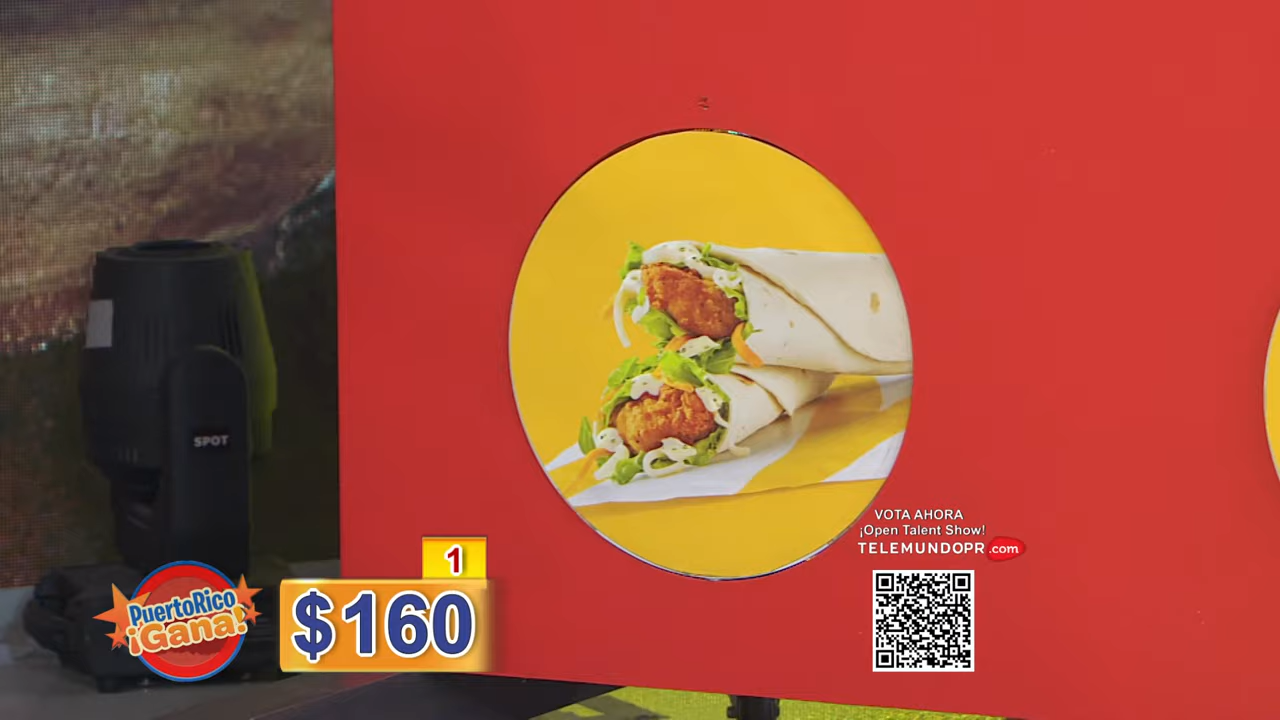 SPOT
VOTA AHORA
¡Open Talent Show!
TELEMUNDOPR.com
1
$160
PuertoRico
¡Gana!